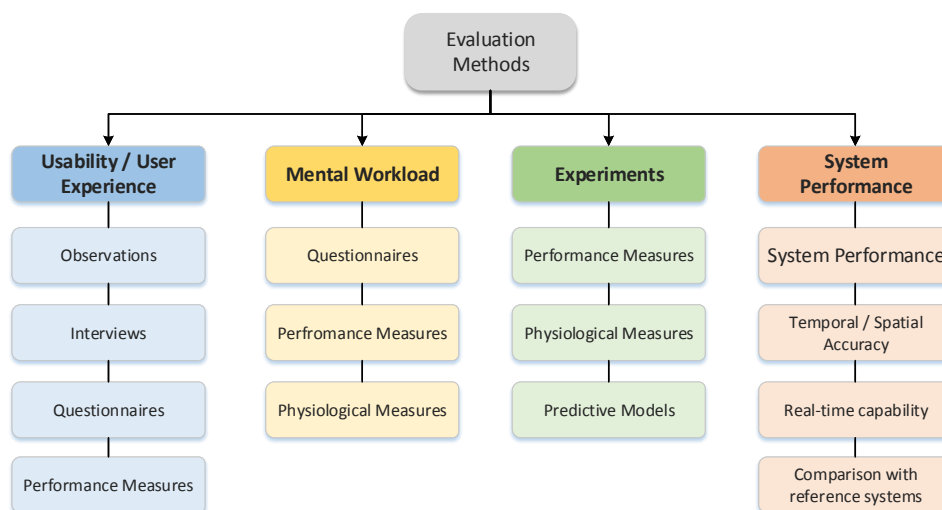 Evaluation
Methods
Usability / User
Experience
Mental Workload
Experiments
System
Performance
Observations
Questionnaires
Performance Measures
System Performance
Interviews
Perfromance Measures
Physiological Measures
Temporal / Spatial
Accuracy
Questionnaires
Physiological Measures
Predictive Models
Real-time capability
Performance Measures
Comparison with
reference systems